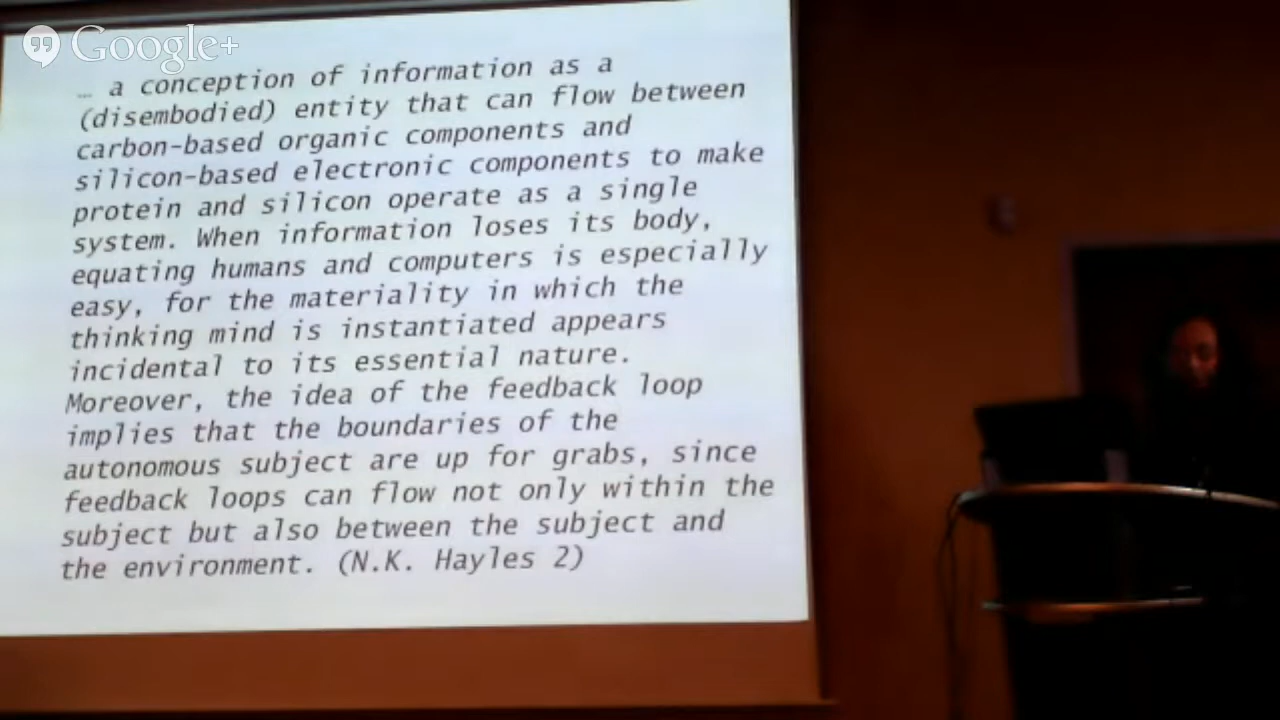 Google+
… a conception of information as a
(disembodied) entity that can flow between
carbon-based organic components and
silicon-based electronic components to make
protein and silicon operate as a single
system. When information loses its body,
equating humans and computers is especially
easy, for the materiality in which the
thinking mind is instantiated appears
incidental to its essential nature.
Moreover, the idea of the feedback loop
implies that the boundaries of the
autonomous subject are up for grabs, since
feedback loops can flow not only within the
subject but also between the subject and
the environment. (N.K. Hayles 2)